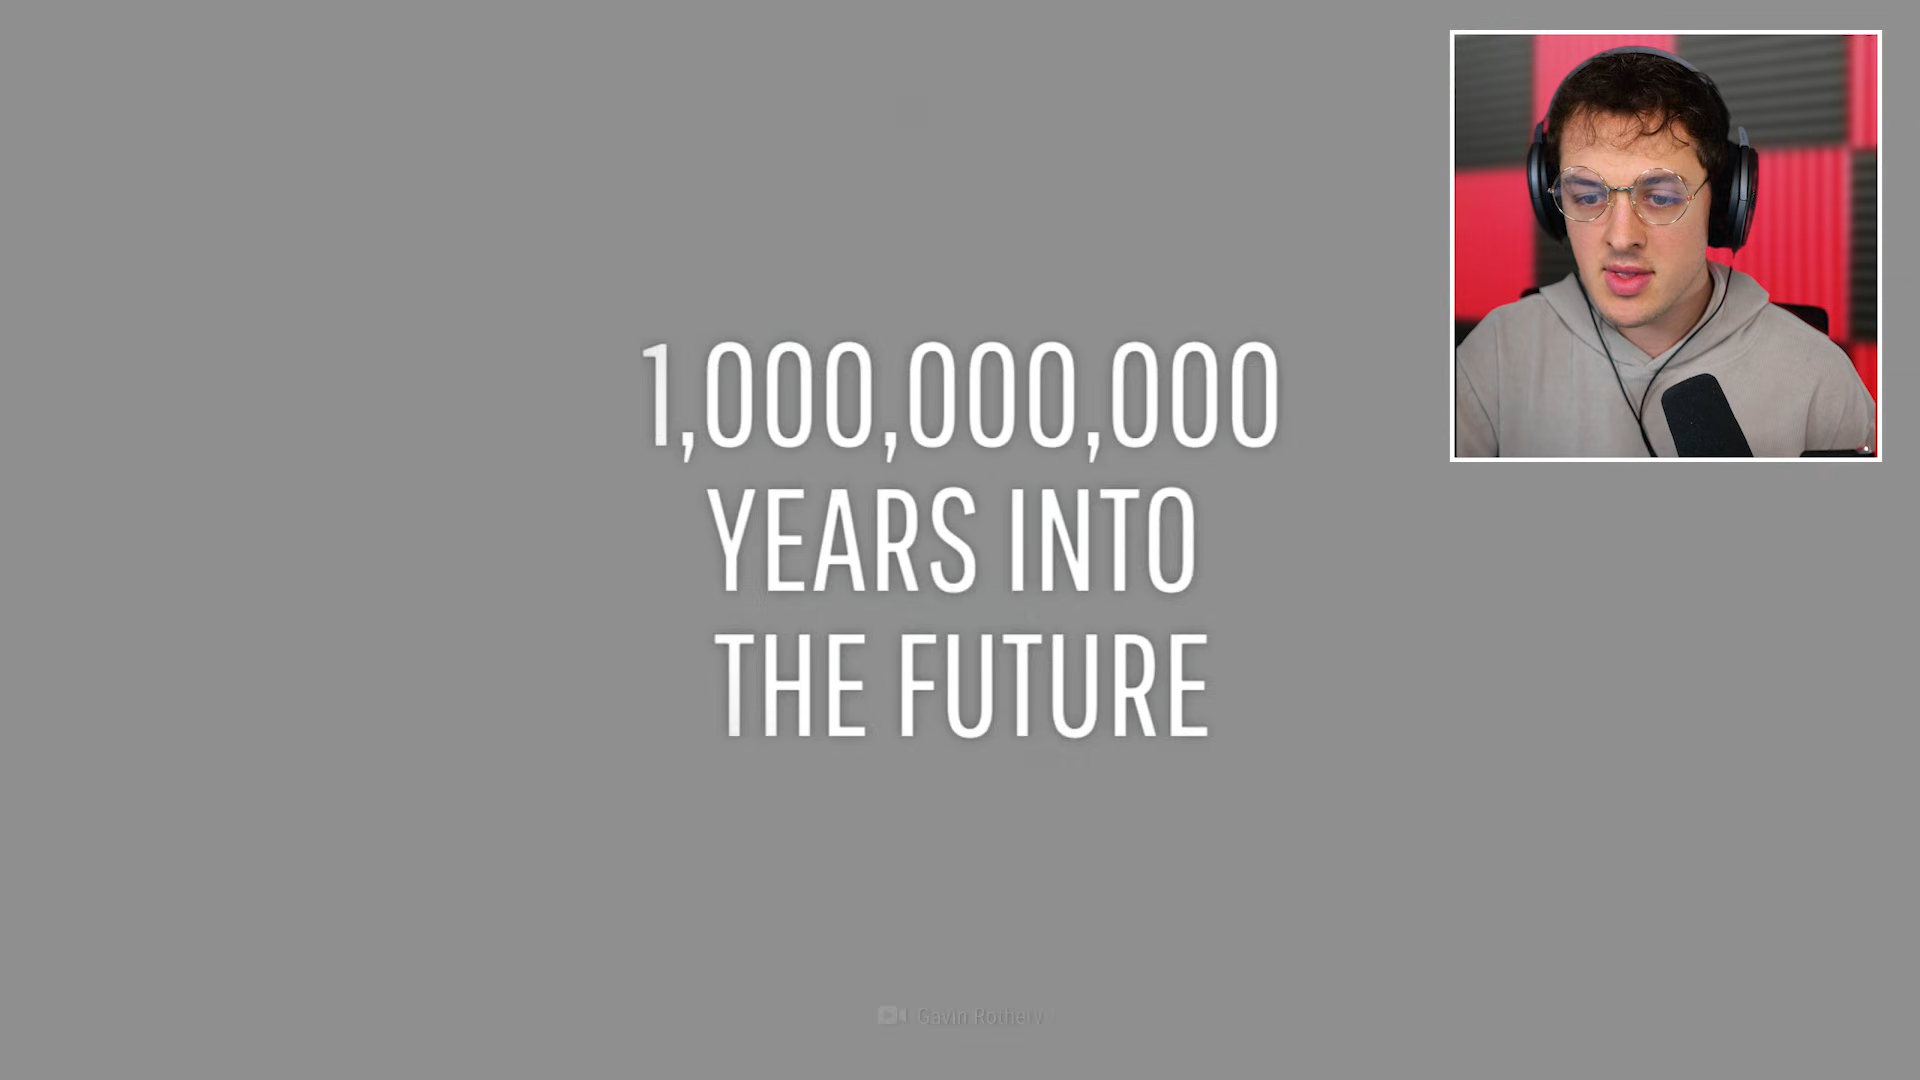 1,000,000,000
YEARS INTO
THE FUTURE
Gavin Rothery